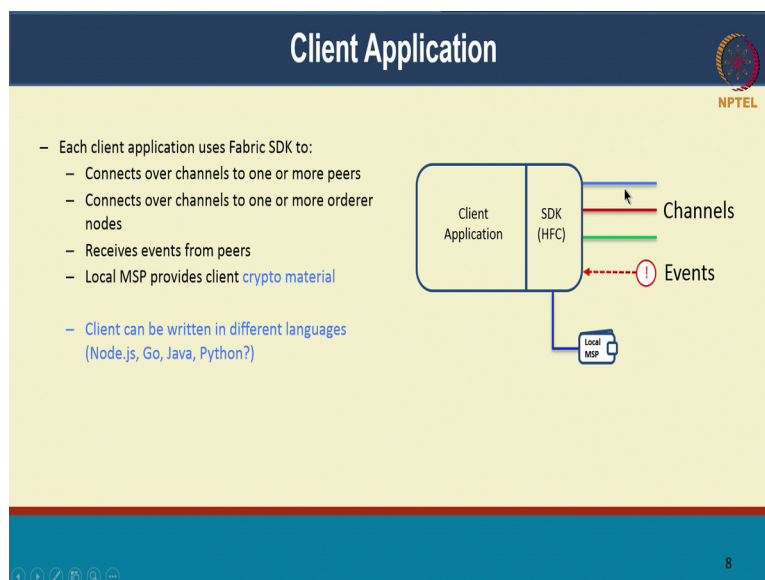 Client Application
NPTEL
– Each client application uses Fabric SDK to:
– Connects over channels to one or more peers
– Connects over channels to one or more orderer
nodes
– Receives events from peers
– Local MSP provides client crypto material
– Client can be written in different languages
(Node.js, Go, Java, Python?)
Client
Application
SDK
(HFC)
Channels
!
Events
Local
MSP
8